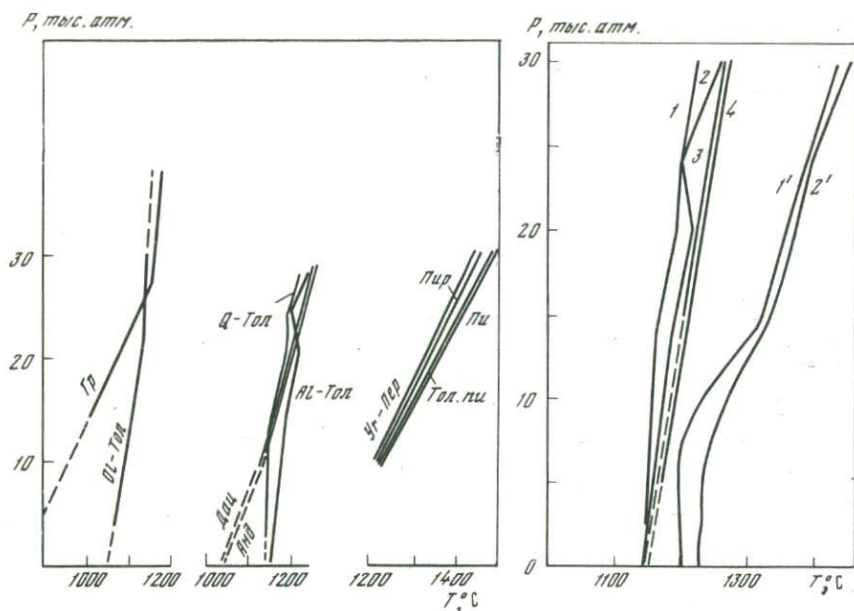 P, тыс. атм.
30
20
10
1000
1200
Гр
Ol-Тол
1000
1200
Q-Тол
Al-Тол
Дац
Анд
1200
1400
T,°C
Пир
Пи
Тол.пи
Уг-пер
P, тыс. атм.
30
20
10
0
1100
1300
T,°C
1
2
3
4
1'
2'